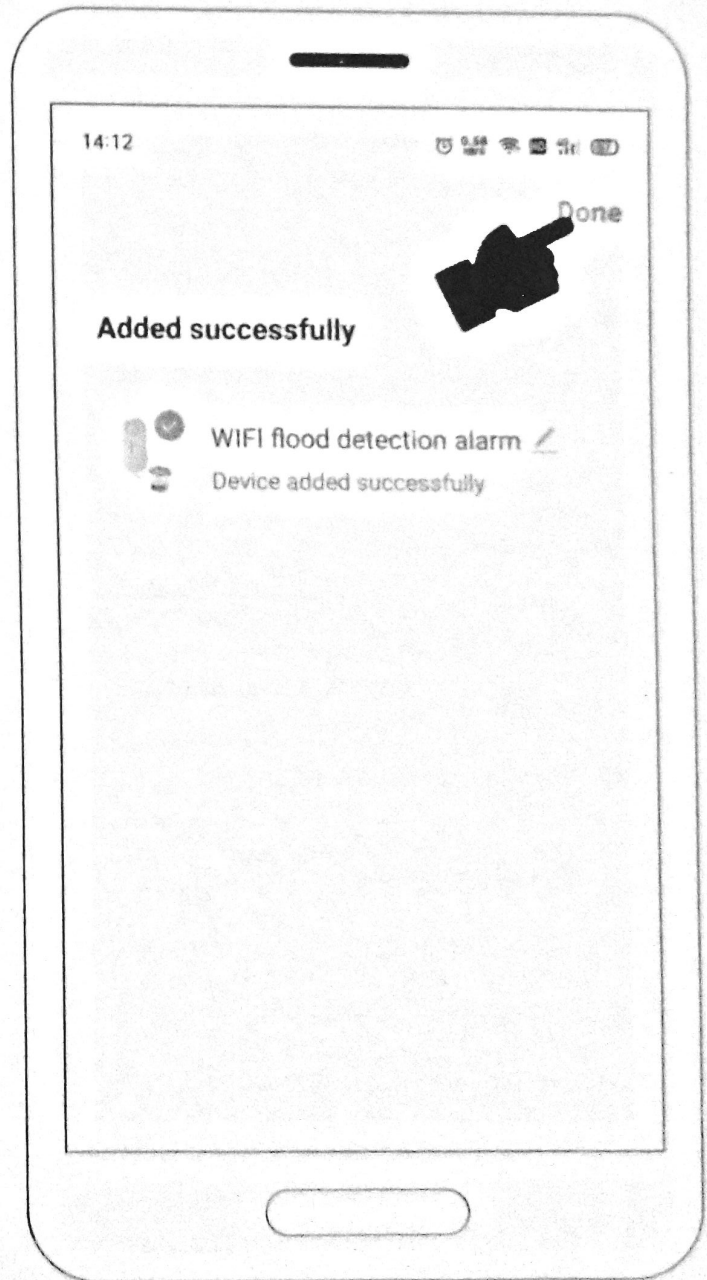 14:12
Done
Added successfully
WIFI flood detection alarm
Device added successfully